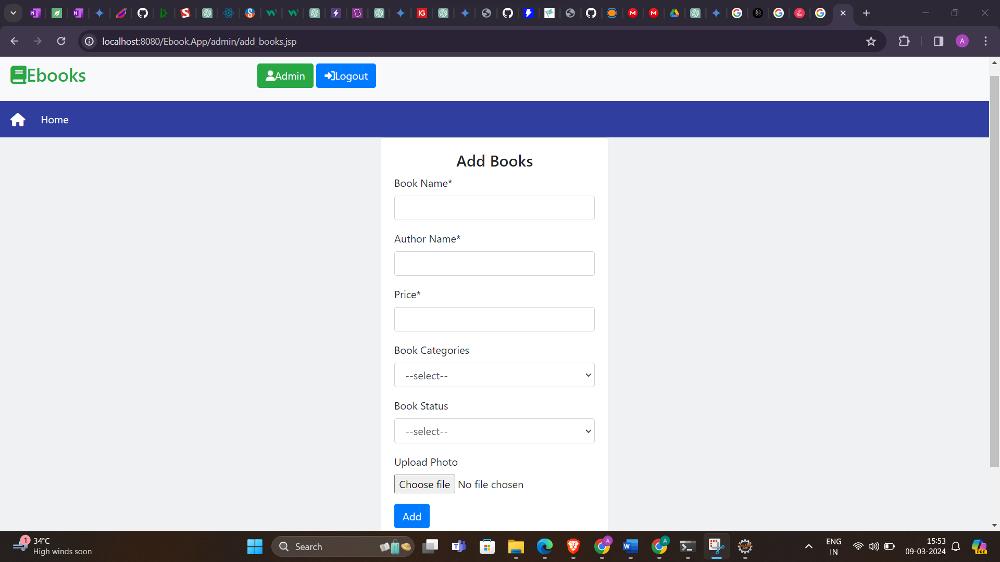 localhost:8080/Ebook.App/admin/add_books.jsp
A
Ebooks
Admin
Logout
Home
Add Books
Book Name*
Author Name*
Price*
Book Categories
--select--
Book Status
--select--
Upload Photo
Choose file No file chosen
Add
1
34°C
High winds soon
Search
ENG
IN
15:53
09-03-2024
PRE